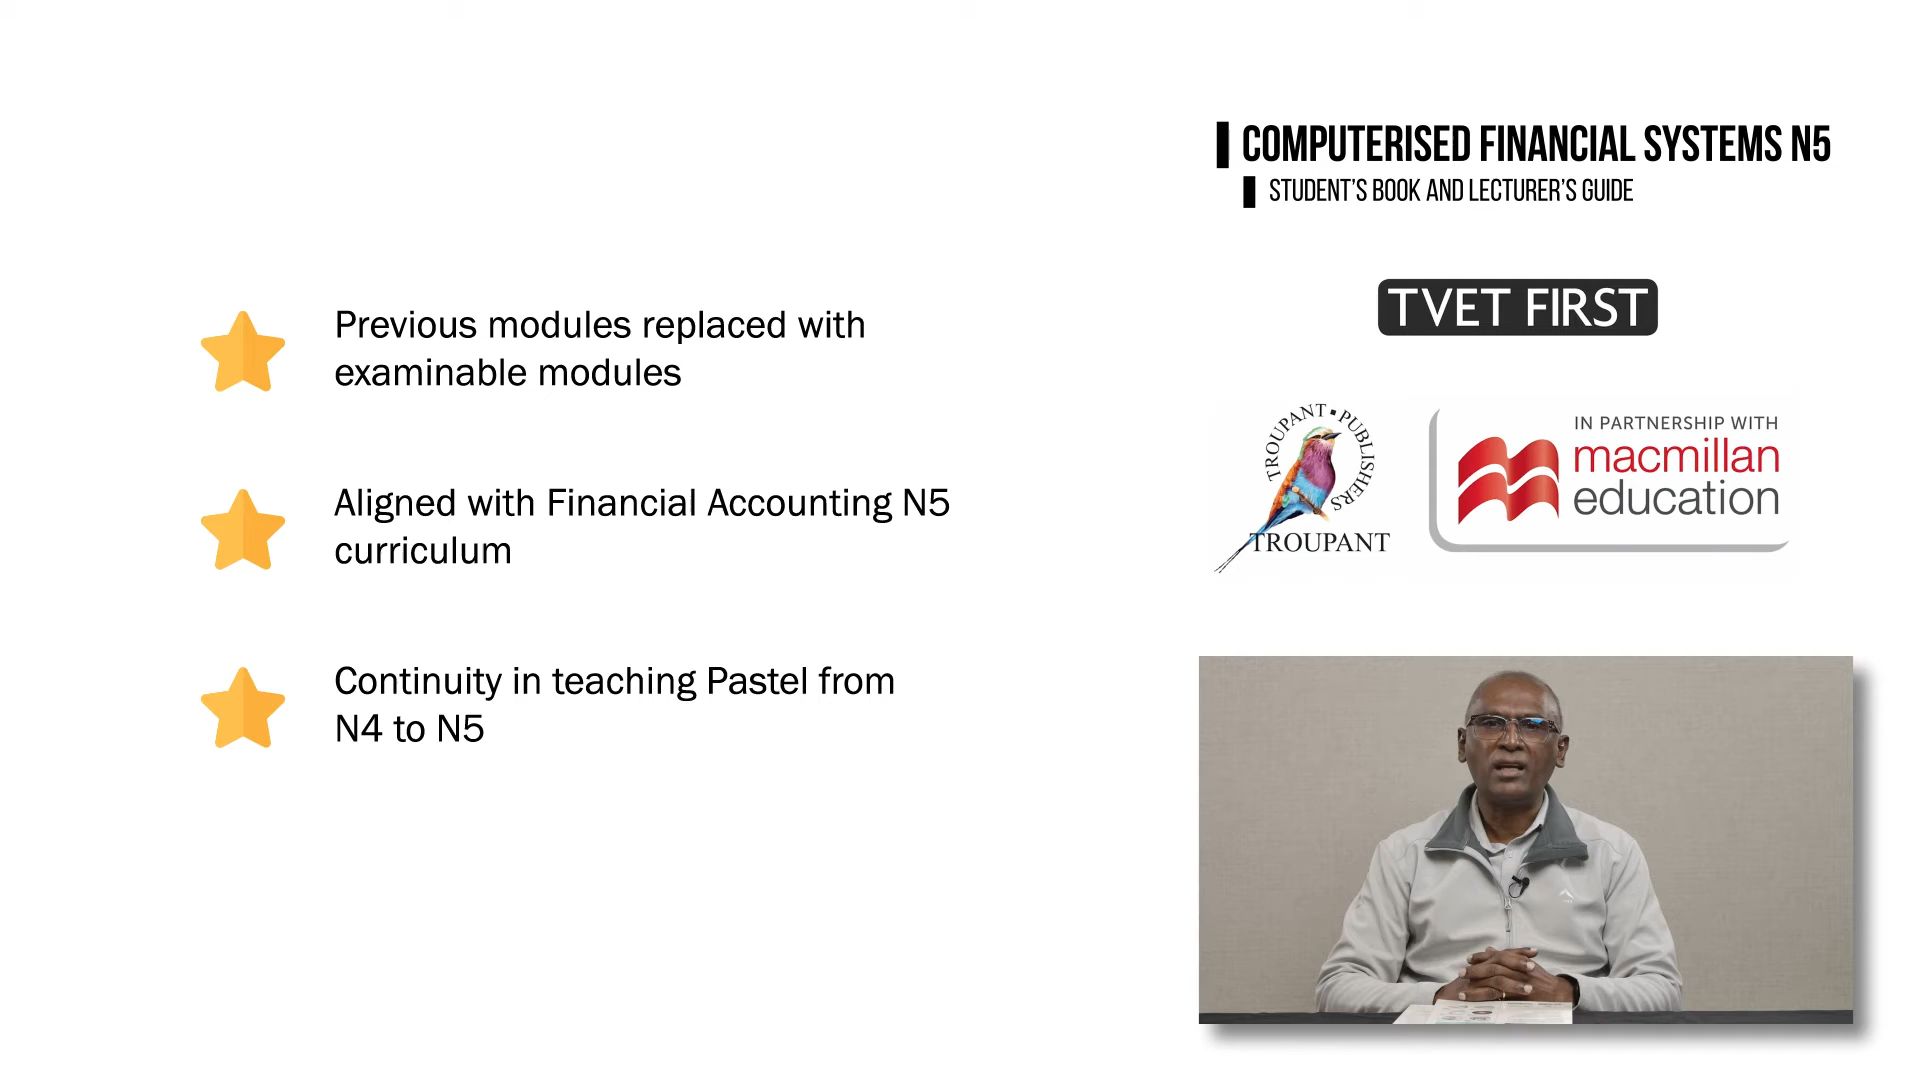 COMPUTERISED FINANCIAL SYSTEMS N5
STUDENT'S BOOK AND LECTURER'S GUIDE
TVET FIRST
TROUPANT ▪ PUBLISHERS
TROUPANT
IN PARTNERSHIP WITH
macmillan
education
Previous modules replaced with
examinable modules
Aligned with Financial Accounting N5
curriculum
Continuity in teaching Pastel from
N4 to N5